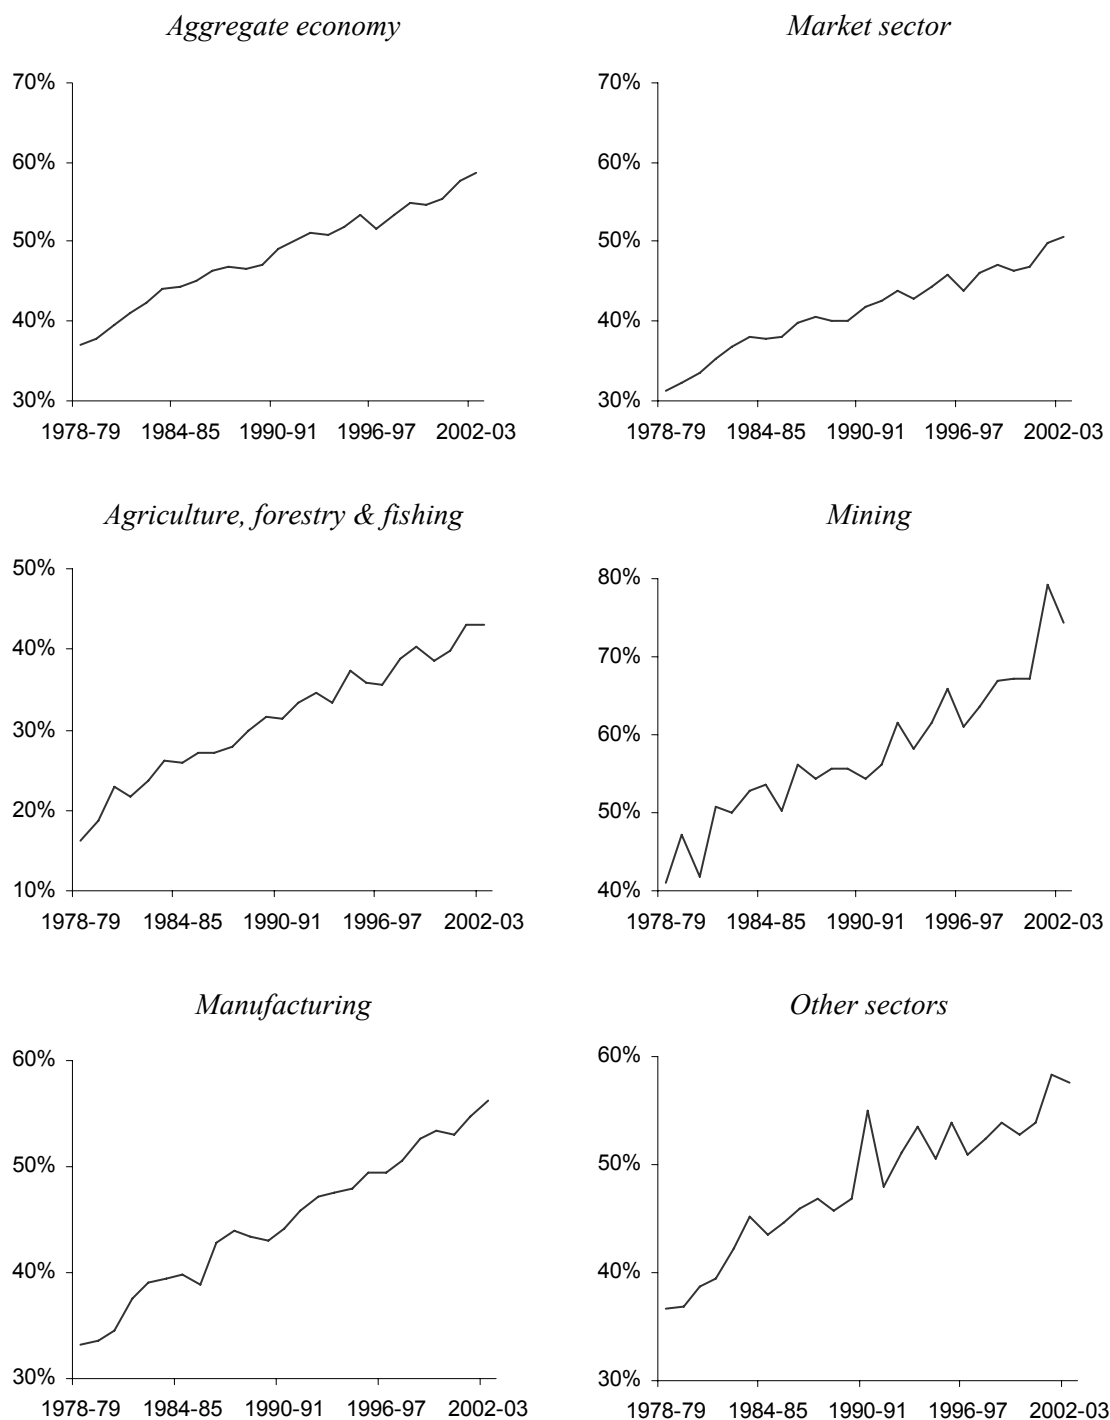 Aggregate economy
70%
60%
50%
40%
30%
1978-79 1984-85 1990-91 1996-97 2002-03
Market sector
70%
60%
50%
40%
30%
1978-79 1984-85 1990-91 1996-97 2002-03
Agriculture, forestry & fishing
50%
40%
30%
20%
10%
1978-79 1984-85 1990-91 1996-97 2002-03
Mining
80%
70%
60%
50%
40%
1978-79 1984-85 1990-91 1996-97 2002-03
Manufacturing
60%
50%
40%
30%
1978-79 1984-85 1990-91 1996-97 2002-03
Other sectors
60%
50%
40%
30%
1978-79 1984-85 1990-91 1996-97 2002-03